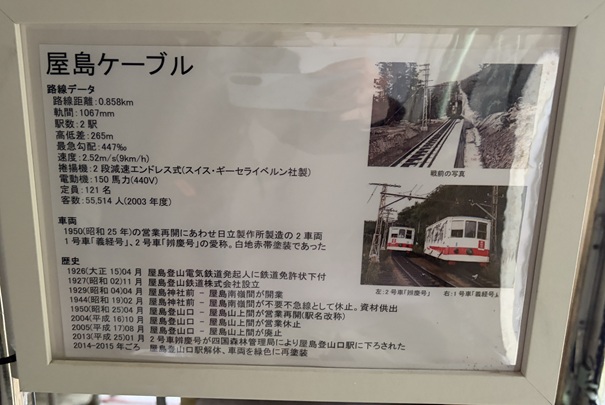 屋島ケーブル
路線データ
路線距離:0.858km
軌間:1067mm
駅数:2駅
高低差:265m
最急勾配:447‰
速度:2.52m/s(9km/h)
捲揚機:2段減速エンドレス式(スイス・ギーセライベルン社製)
電動機:150馬力(440V)
定員:121名
客数:55,514人(2003年度)
戦前の写真
車両
1950(昭和25年)の営業再開にあわせ日立製作所製造の2車両
1号車「義経号」、2号車「辨慶号」の愛称。白地赤帯塗装であった
左:2号車「辨慶号」 右:1号車「義経号」
歴史
1926(大正15)04月 屋島登山電気鉄道発起人に鉄道免許状下付
1927(昭和02)11月 屋島登山鉄道株式会社設立
1929(昭和04)04月 屋島神社前 - 屋島南嶺間が開業
1944(昭和19)02月 屋島神社前 - 屋島南嶺間が不要不急線として休止。資材供出
1950(昭和25)04月 屋島登山口 - 屋島山上間が営業再開(駅名改称)
2004(平成16)10月 屋島登山口 - 屋島山上間が営業休止
2005(平成17)08月 屋島登山口 - 屋島山上間が廃止
2013(平成25)01月 2号車辨慶号が四国森林管理局により屋島登山口駅に下ろされた
2014-2015年ごろ 屋島登山口駅解体、車両を緑色に再塗装